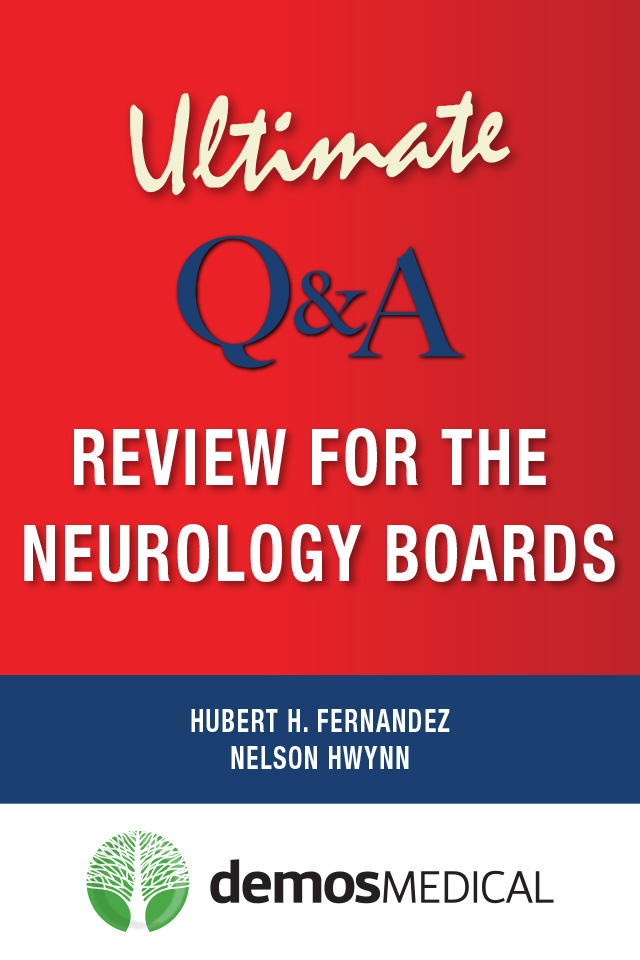 Ultimate
Q&A
REVIEW FOR THE
NEUROLOGY BOARDS
HUBERT H. FERNANDEZ
NELSON HWYNN
demosMEDICAL